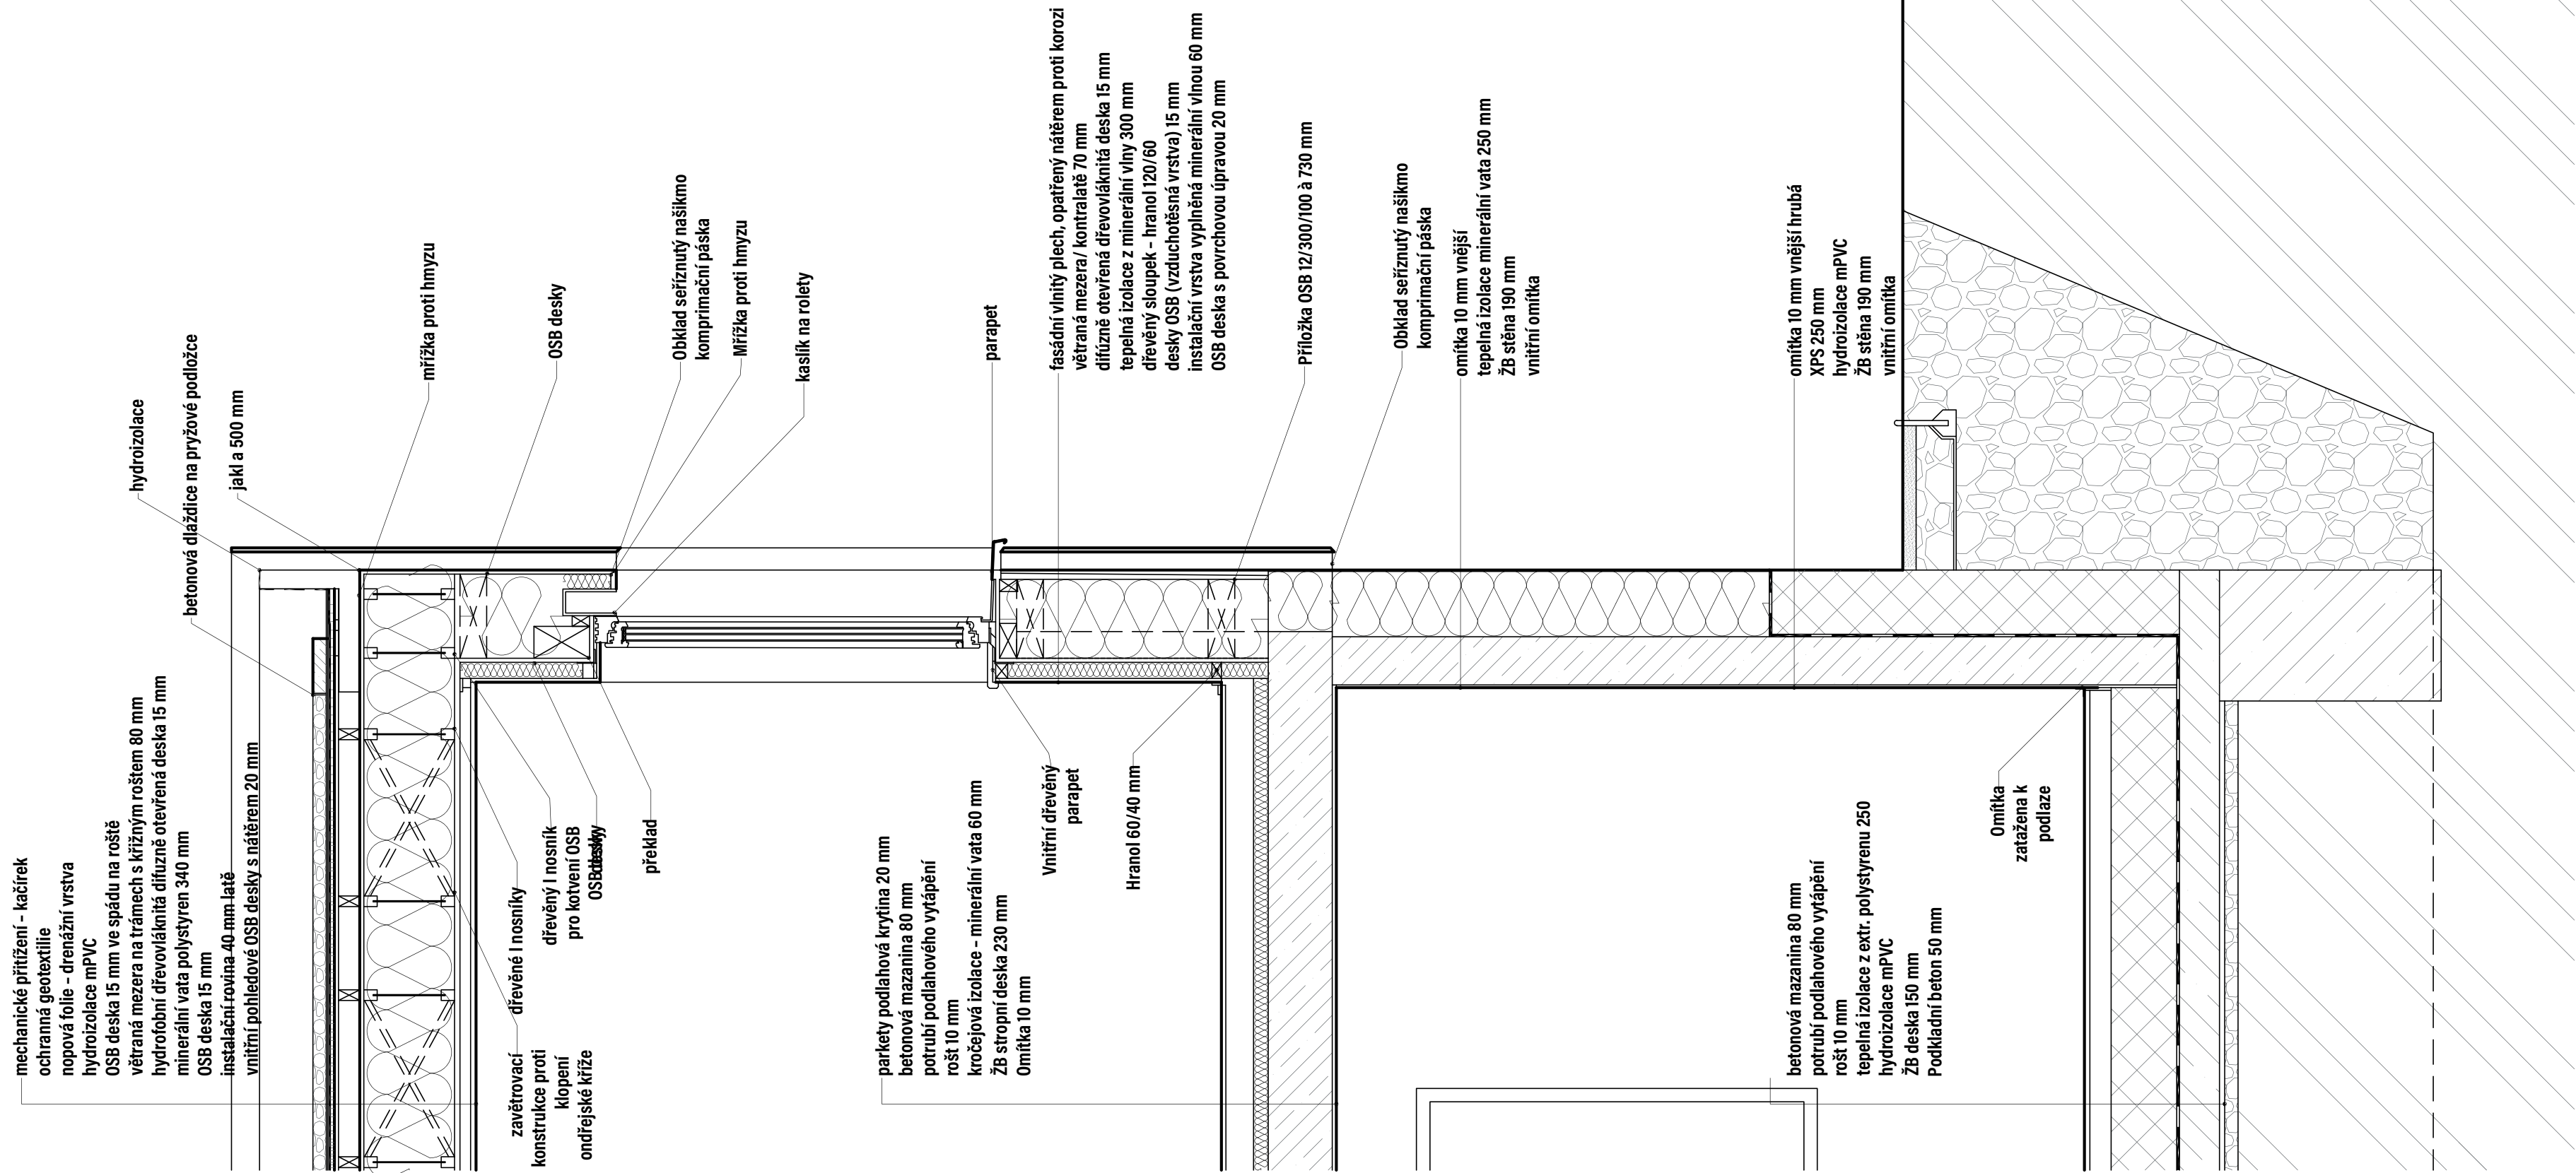 mechanické přitížení – kačírek
ochranná geotextilie
nopová folie – drenážní vrstva
hydroizolace mPVC
OSB deska 15 mm ve spádu na roště
větraná mezera na trámech s křížným roštem 80 mm
hydrofobní dřevovláknitá difuzně otevřená deska 15 mm
minerální vata polystyren 340 mm
OSB deska 15 mm
instalační rovina 40 mm latě
vnitřní pohledové OSB desky s nátěrem 20 mm
hydroizolace
betonová dlaždice na pryžové podložce
jakl a 500 mm
mřížka proti hmyzu
OSB desky
Obklad seříznutý našikmo
komprimační páska
Mřížka proti hmyzu
kaslík na rolety
zavětrovací
konstrukce proti
klopení
ondřejské kříže
dřevěné I nosníky
dřevěný I nosník
pro kotvení OSB
desky
OSB desky
překlad
parapet
fasádní vlnitý plech, opatřený nátěrem proti korozi
větraná mezera/ kontralatě 70 mm
difúzně otevřená dřevovláknitá deska 15 mm
tepelná izolace z minerální vlny 300 mm
dřevěný sloupek – hranol 120/60
desky OSB (vzduchotěsná vrstva) 15 mm
instalační vrstva vyplněná minerální vlnou 60 mm
OSB deska s povrchovou úpravou 20 mm
Příložka OSB 12/300/100 à 730 mm
Obklad seříznutý našikmo
komprimační páska
parkety podlahová krytina 20 mm
betonová mazanina 80 mm
potrubí podlahového vytápění
rošt 10 mm
kročejová izolace – minerální vata 60 mm
ŽB stropní deska 230 mm
Omítka 10 mm
Vnitřní dřevěný
parapet
Hranol 60/40 mm
omítka 10 mm vnější
tepelná izolace minerální vata 250 mm
ŽB stěna 190 mm
vnitřní omítka
omítka 10 mm vnější hrubá
XPS 250 mm
hydroizolace mPVC
ŽB stěna 190 mm
vnitřní omítka
betonová mazanina 80 mm
potrubí podlahového vytápění
rošt 10 mm
tepelná izolace z extr. polystyrenu 250
hydroizolace mPVC
ŽB deska 150 mm
Podkladní beton 50 mm
Omítka
zatažena k
podlaze